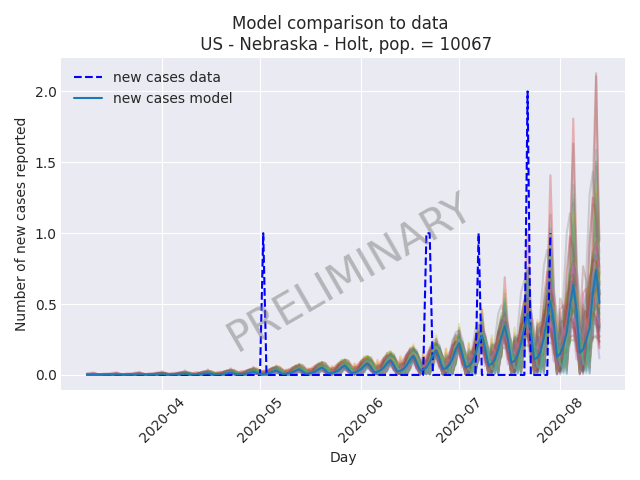 Model comparison to data
US - Nebraska - Holt, pop. = 10067
new cases data
new cases model
PRELIMINARY
Number of new cases reported
2.0
1.5
1.0
0.5
0.0
2020-04
2020-05
2020-06
2020-07
2020-08
Day